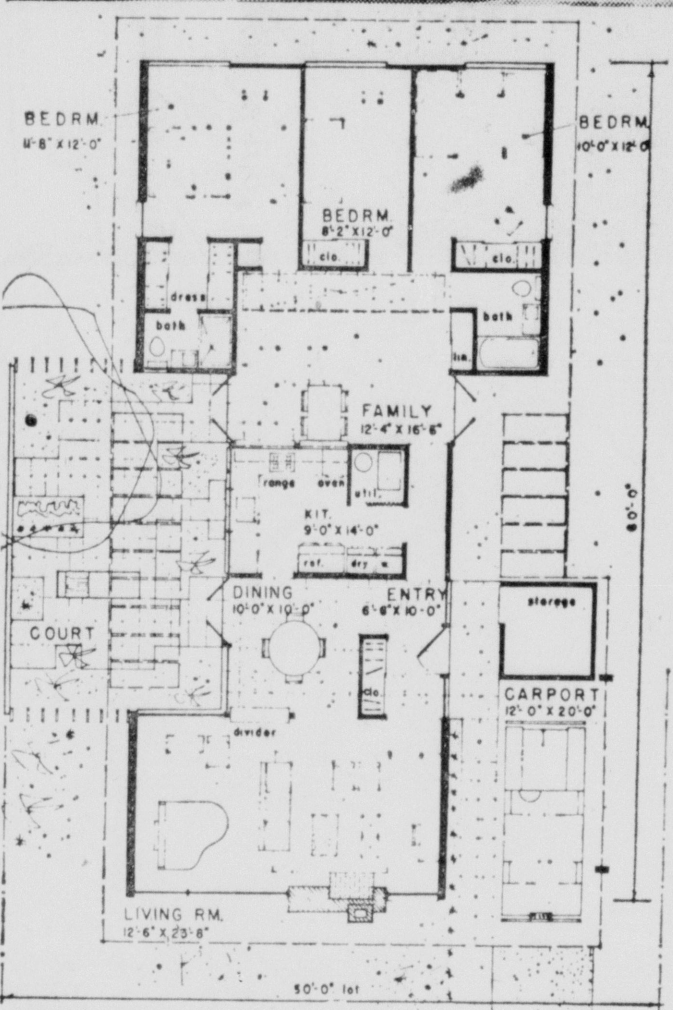 BEDRM.
11'-8" X 12'-0"
BEDRM.
10'-0" X 12'-0"
BEDRM.
8'-2" X 12'-0"
clo.
clo.
dress
bath
bath
lin.
FAMILY
12'-4" X 16'-6"
range
oven
util.
KIT.
9'-0" X 14'-0"
ref.
dry
w.
60'-0"
DINING
10'-0" X 10'-0"
ENTRY
6'-6" X 10'-0"
storage
COURT
clo.
CARPORT
12'-0" X 20'-0"
divider
LIVING RM.
12'-6" X 23'-6"
50'-0" lot